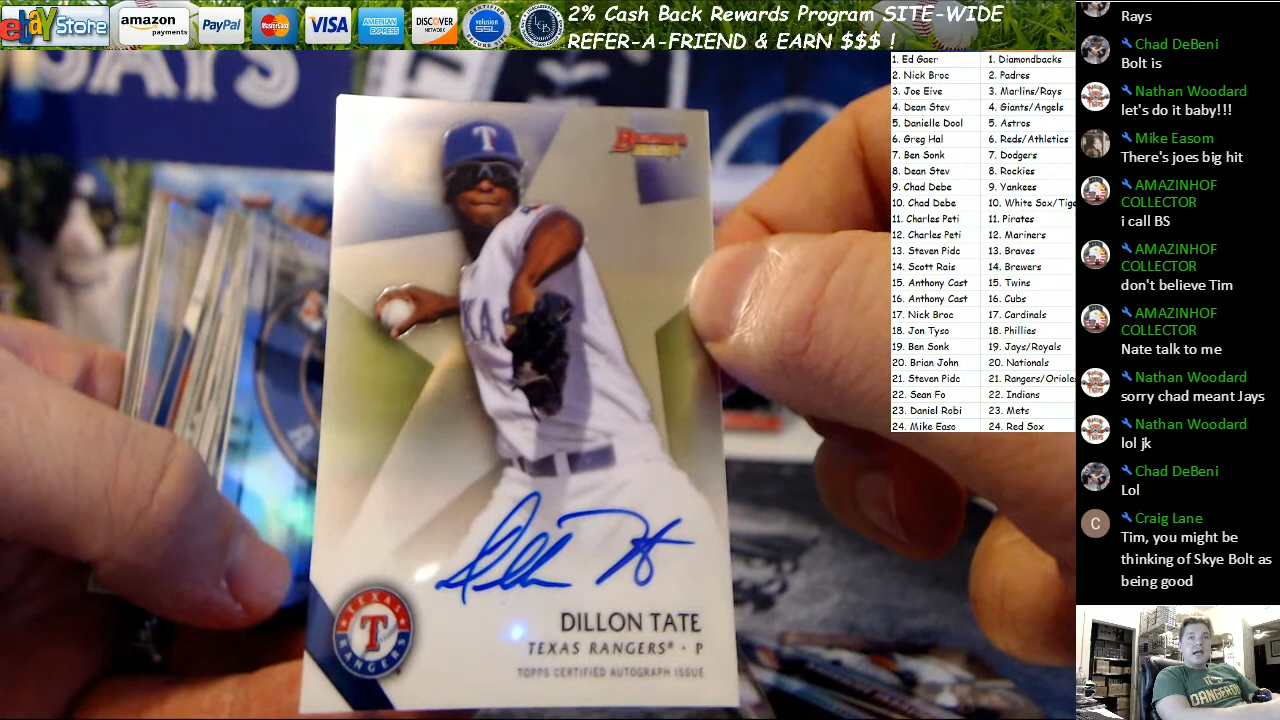 ebay Store
amazon payments
PayPal
MasterCard
VISA
AMERICAN EXPRESS
DISCOVER NETWORK
CERTIFIED volusion SSL
2% Cash Back Rewards Program SITE-WIDE
REFER-A-FRIEND & EARN $$$ !
1. Ed Gaer 1. Diamondbacks
2. Nick Broc 2. Padres
3. Joe Eive 3. Marlins/Rays
4. Dean Stev 4. Giants/Angels
5. Danielle Dool 5. Astros
6. Greg Hal 6. Reds/Athletics
7. Ben Sonk 7. Dodgers
8. Dean Stev 8. Rockies
9. Chad Debe 9. Yankees
10. Chad Debe 10. White Sox/Tige
11. Charles Peti 11. Pirates
12. Charles Peti 12. Mariners
13. Steven Pidc 13. Braves
14. Scott Rais 14. Brewers
15. Anthony Cast 15. Twins
16. Anthony Cast 16. Cubs
17. Nick Broc 17. Cardinals
18. Jon Tyso 18. Phillies
19. Ben Sonk 19. Jays/Royals
20. Brian John 20. Nationals
21. Steven Pidc 21. Rangers/Oriole
22. Sean Fo 22. Indians
23. Daniel Robi 23. Mets
24. Mike Easo 24. Red Sox
Rays
Chad DeBeni
Bolt is
Nathan Woodard
let's do it baby!!!
Mike Easom
There's joes big hit
AMAZINHOF
COLLECTOR
i call BS
AMAZINHOF
COLLECTOR
don't believe Tim
AMAZINHOF
COLLECTOR
Nate talk to me
Nathan Woodard
sorry chad meant Jays
Nathan Woodard
lol jk
Chad DeBeni
Lol
C
Craig Lane
Tim, you might be
thinking of Skye Bolt as
being good
Bowman's
T
TEXAS
T
RANGERS
DILLON TATE
TEXAS RANGERS® · P
TOPPS CERTIFIED AUTOGRAPH ISSUE
DANGEROUS